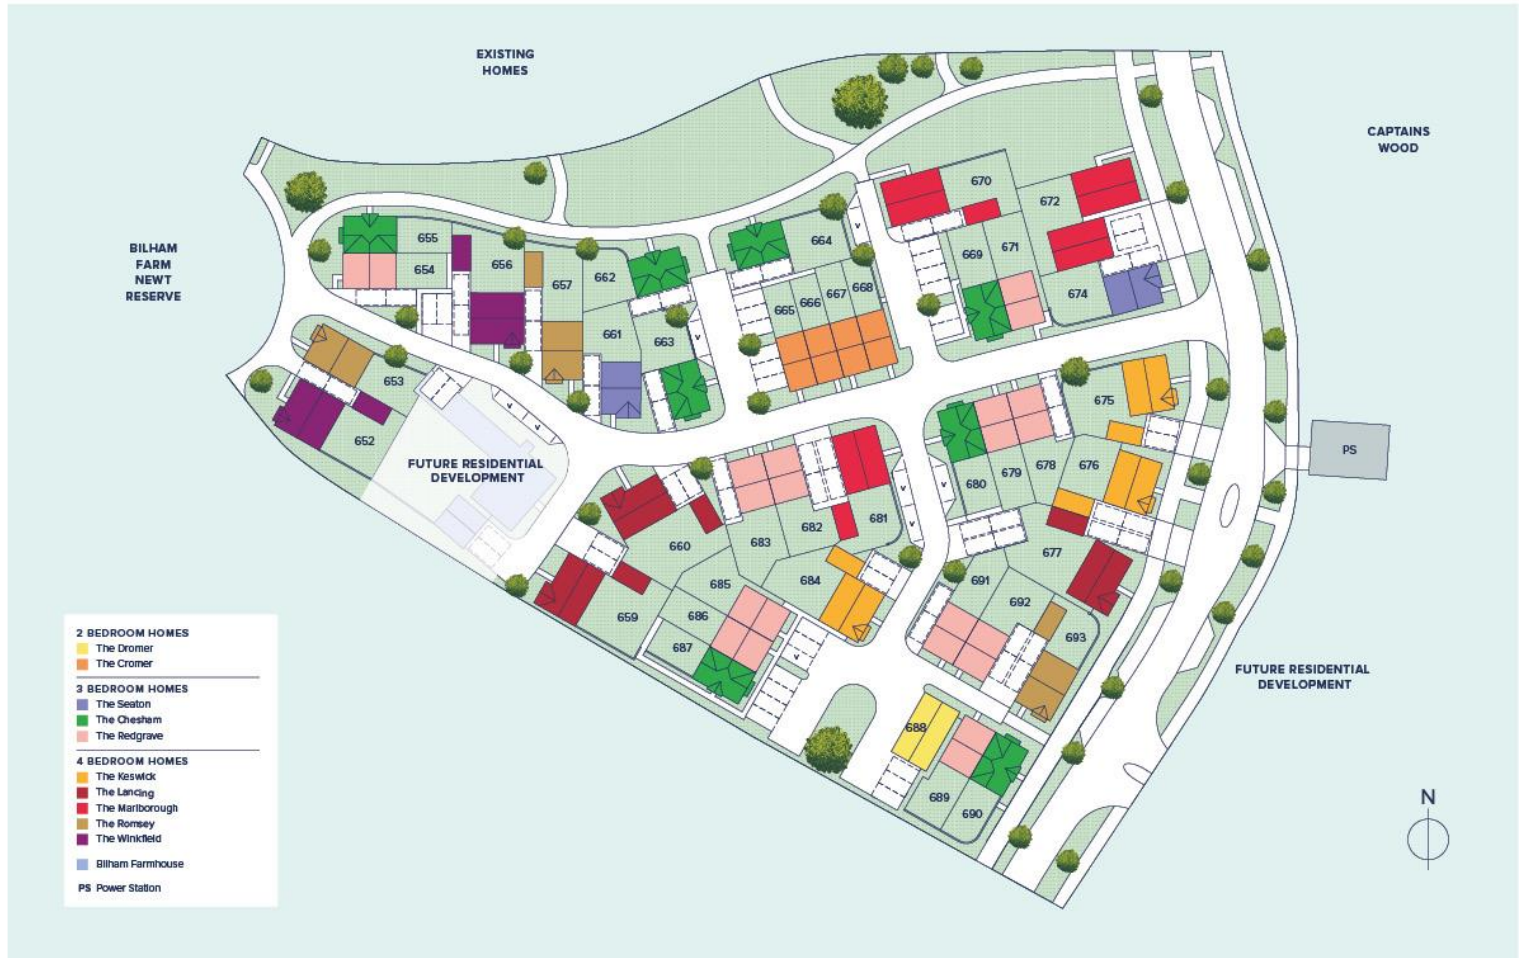 EXISTING
HOMES
CAPTAINS
WOOD
BILHAM
FARM
NEWT
RESERVE
670
672
655
664
656
654
662
657
669
671
668
667
666
665
674
661
663
653
675
652
FUTURE RESIDENTIAL
DEVELOPMENT
PS
676
678
679
680
681
682
683
660
677
684
685
691
692
686
659
693
687
FUTURE RESIDENTIAL
DEVELOPMENT
688
689
690
v
v
v
v
v
v
v
v
v
2 BEDROOM HOMES
The Dromer
The Cromer
3 BEDROOM HOMES
The Seaton
The Chesham
The Redgrave
4 BEDROOM HOMES
The Keswick
The Lancing
The Marlborough
The Romsey
The Winkfield
Bilham Farmhouse
PS Power Station
N